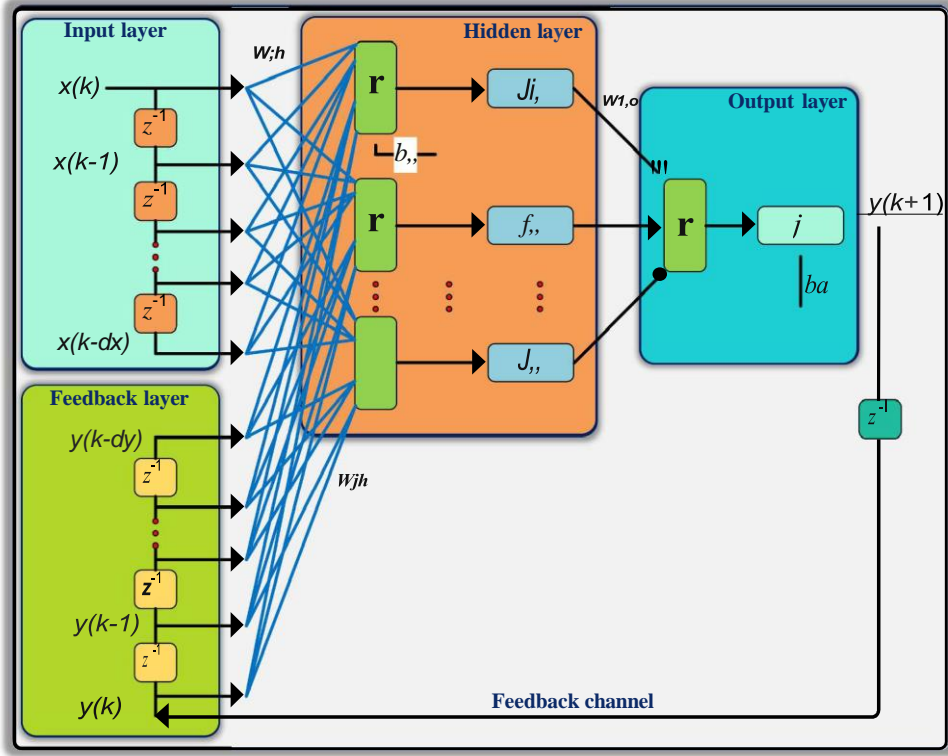 Input layer
x(k)
z-1
x(k-1)
z-1
z-1
x(k-dx)
Feedback layer
y(k-dy)
z-1
z-1
y(k-1)
z-1
y(k)
W;h
Wjh
Hidden layer
r
Ji,
b,,
r
f,,
J,,
W1,o
Output layer
r
j
ba
y(k+1)
z-1
Feedback channel